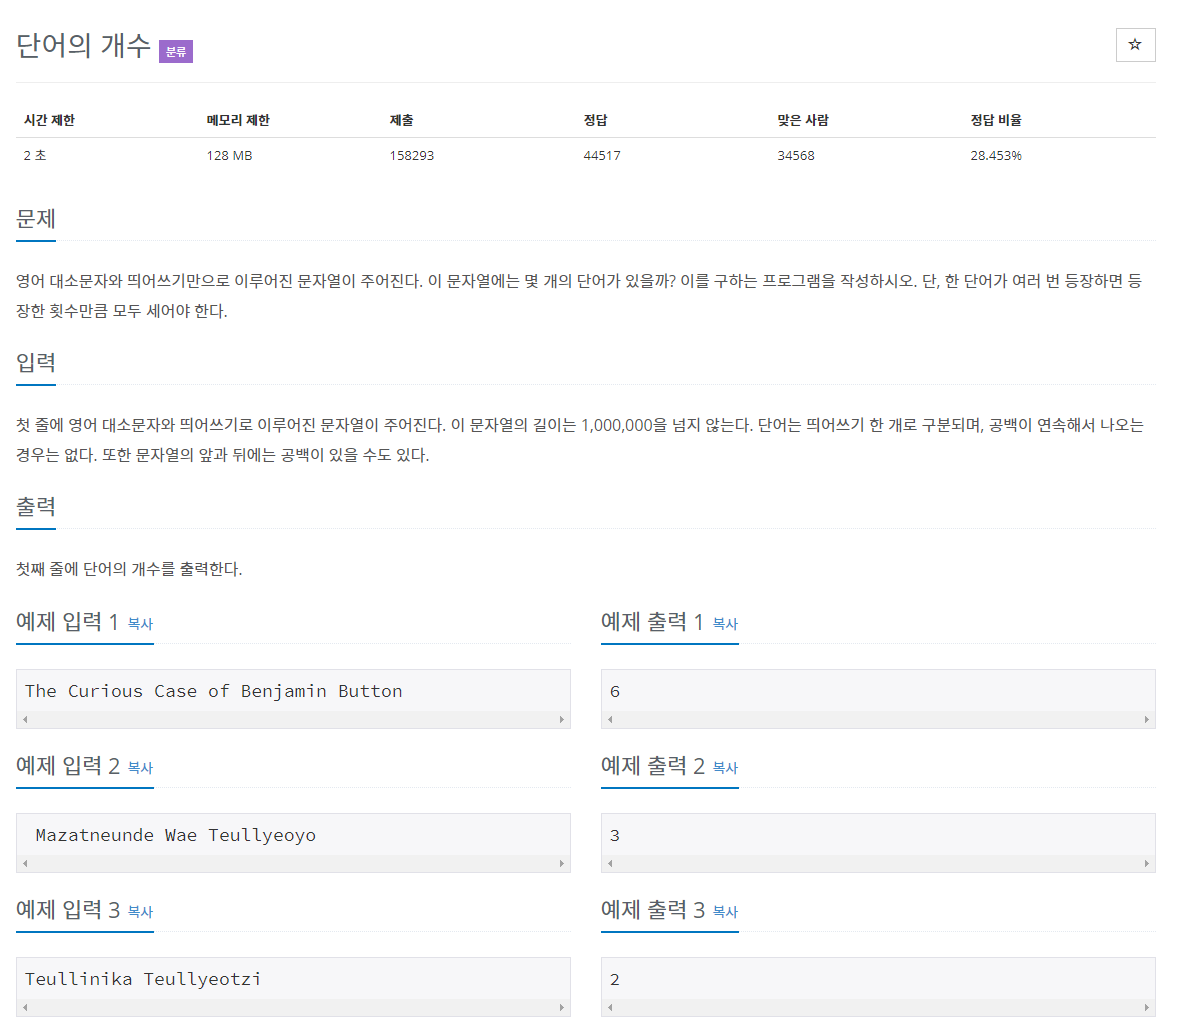 단어의 개수 분류
☆
시간 제한 메모리 제한 제출 정답 맞은 사람 정답 비율
2 초 128 MB 158293 44517 34568 28.453%
문제
영어 대소문자와 띄어쓰기만으로 이루어진 문자열이 주어진다. 이 문자열에는 몇 개의 단어가 있을까? 이를 구하는 프로그램을 작성하시오. 단, 한 단어가 여러 번 등장하면 등
장한 횟수만큼 모두 세어야 한다.
입력
첫 줄에 영어 대소문자와 띄어쓰기로 이루어진 문자열이 주어진다. 이 문자열의 길이는 1,000,000을 넘지 않는다. 단어는 띄어쓰기 한 개로 구분되며, 공백이 연속해서 나오는
경우는 없다. 또한 문자열의 앞과 뒤에는 공백이 있을 수도 있다.
출력
첫째 줄에 단어의 개수를 출력한다.
예제 입력 1 복사
The Curious Case of Benjamin Button
예제 출력 1 복사
6
예제 입력 2 복사
 Mazatneunde Wae Teullyeoyo
예제 출력 2 복사
3
예제 입력 3 복사
Teullinika Teullyeotzi
예제 출력 3 복사
2